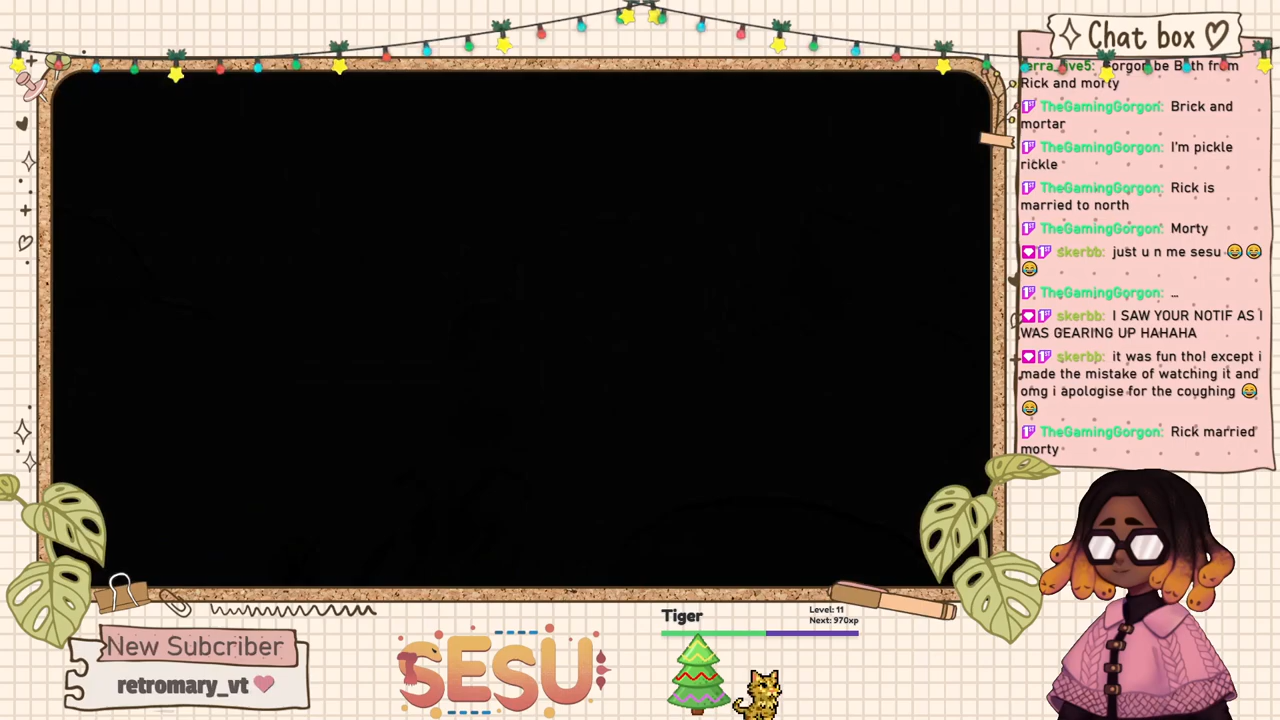 Chat box
erra_five5: Gorgon be Beth from
Rick and morty
TheGamingGorgon: Brick and
mortar
TheGamingGorgon: I'm pickle
rickle
TheGamingGorgon: Rick is
married to north
TheGamingGorgon: Morty
skerbb: just u n me sesu 😂😂
😂
TheGamingGorgon: ...
skerbb: I SAW YOUR NOTIF AS I
WAS GEARING UP HAHAHA
skerbb: it was fun tho! except i
made the mistake of watching it and
omg i apologise for the coughing 😂
😂
TheGamingGorgon: Rick married
morty
New Subcriber
retromary_vt
SESU
Tiger
Level: 11
Next: 970xp